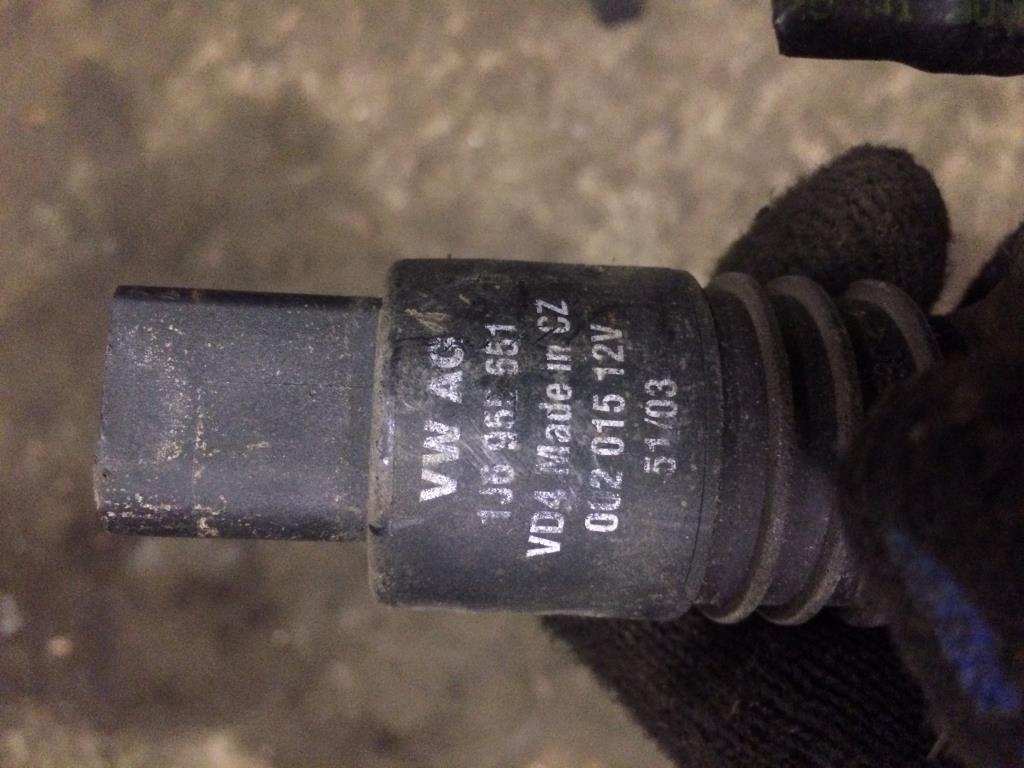 VW AG
1J6 955 651
VD4 Made in CZ
002 015 12V
51/03